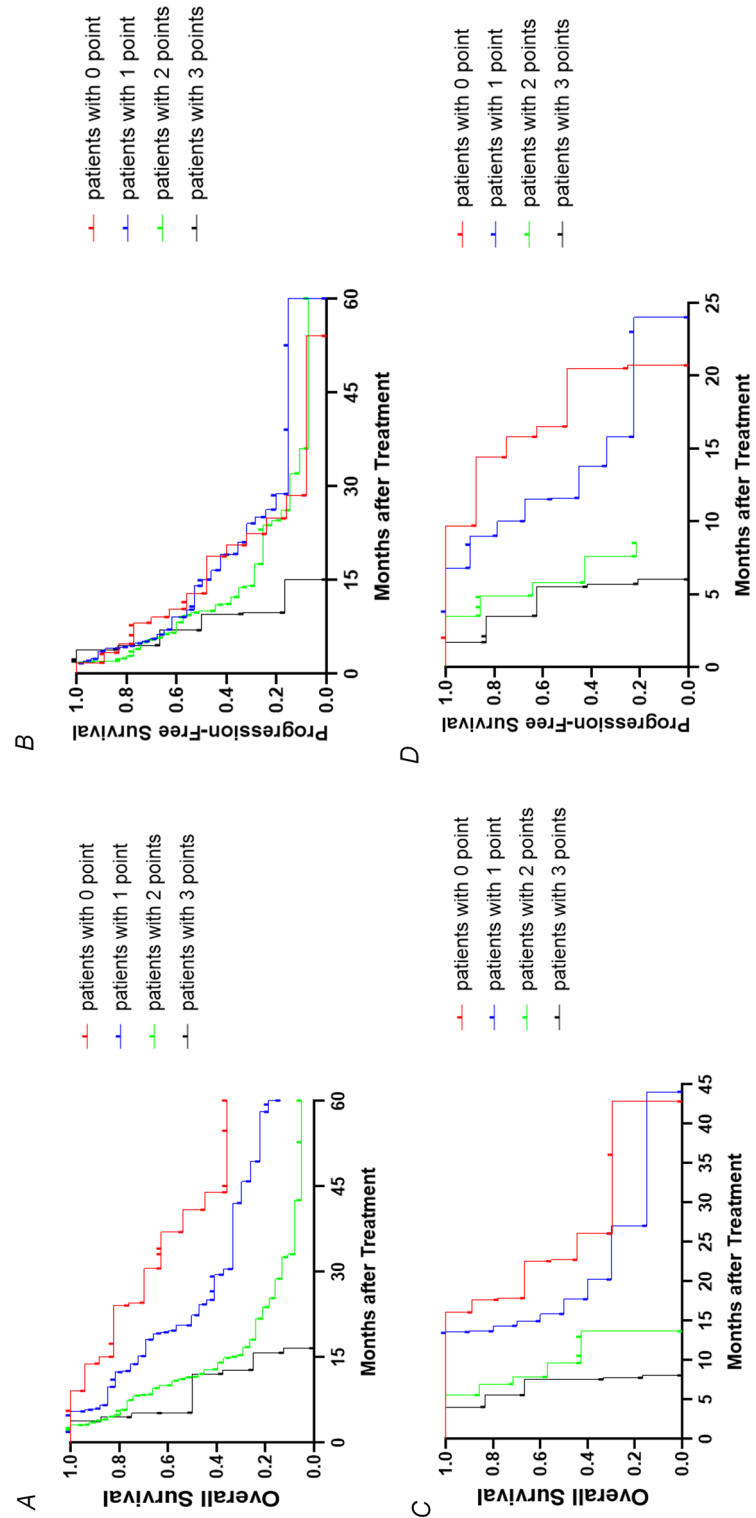 A
Overall Survival
1.0
0.8
0.6
0.4
0.2
0.0
0
15
30
45
60
Months after Treatment
patients with 0 point
patients with 1 point
patients with 2 points
patients with 3 points
B
Progression-Free Survival
1.0
0.8
0.6
0.4
0.2
0.0
0
15
30
45
60
Months after Treatment
patients with 0 point
patients with 1 point
patients with 2 points
patients with 3 points
C
Overall Survival
1.0
0.8
0.6
0.4
0.2
0.0
0
5
10
15
20
25
30
35
40
45
Months after Treatment
patients with 0 point
patients with 1 point
patients with 2 points
patients with 3 points
D
Progression-Free Survival
1.0
0.8
0.6
0.4
0.2
0.0
0
5
10
15
20
25
Months after Treatment
patients with 0 point
patients with 1 point
patients with 2 points
patients with 3 points